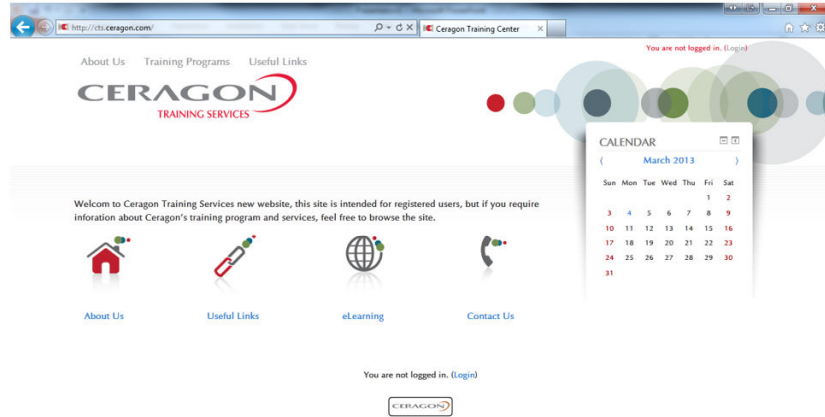 http://cts.ceragon.com/
Ceragon Training Center
You are not logged in. (Login)
About Us Training Programs Useful Links
CERAGON
TRAINING SERVICES
CALENDAR
March 2013
Sun Mon Tue Wed Thu Fri Sat
1 2
3 4 5 6 7 8 9
10 11 12 13 14 15 16
17 18 19 20 21 22 23
24 25 26 27 28 29 30
31
Welcom to Ceragon Training Services new website, this site is intended for registered users, but if you require
inforation about Ceragon's training program and services, feel free to browse the site.
About Us Useful Links eLearning Contact Us
You are not logged in. (Login)
CERAGON